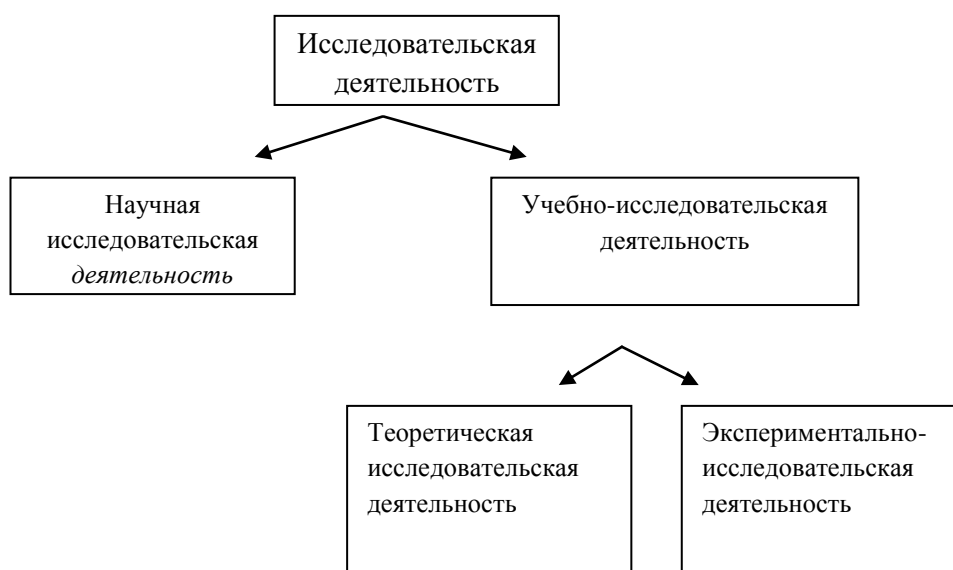 Исследовательская
деятельность
Научная
исследовательская
деятельность
Учебно-исследовательская
деятельность
Теоретическая
исследовательская
деятельность
Экспериментально-
исследовательская
деятельность